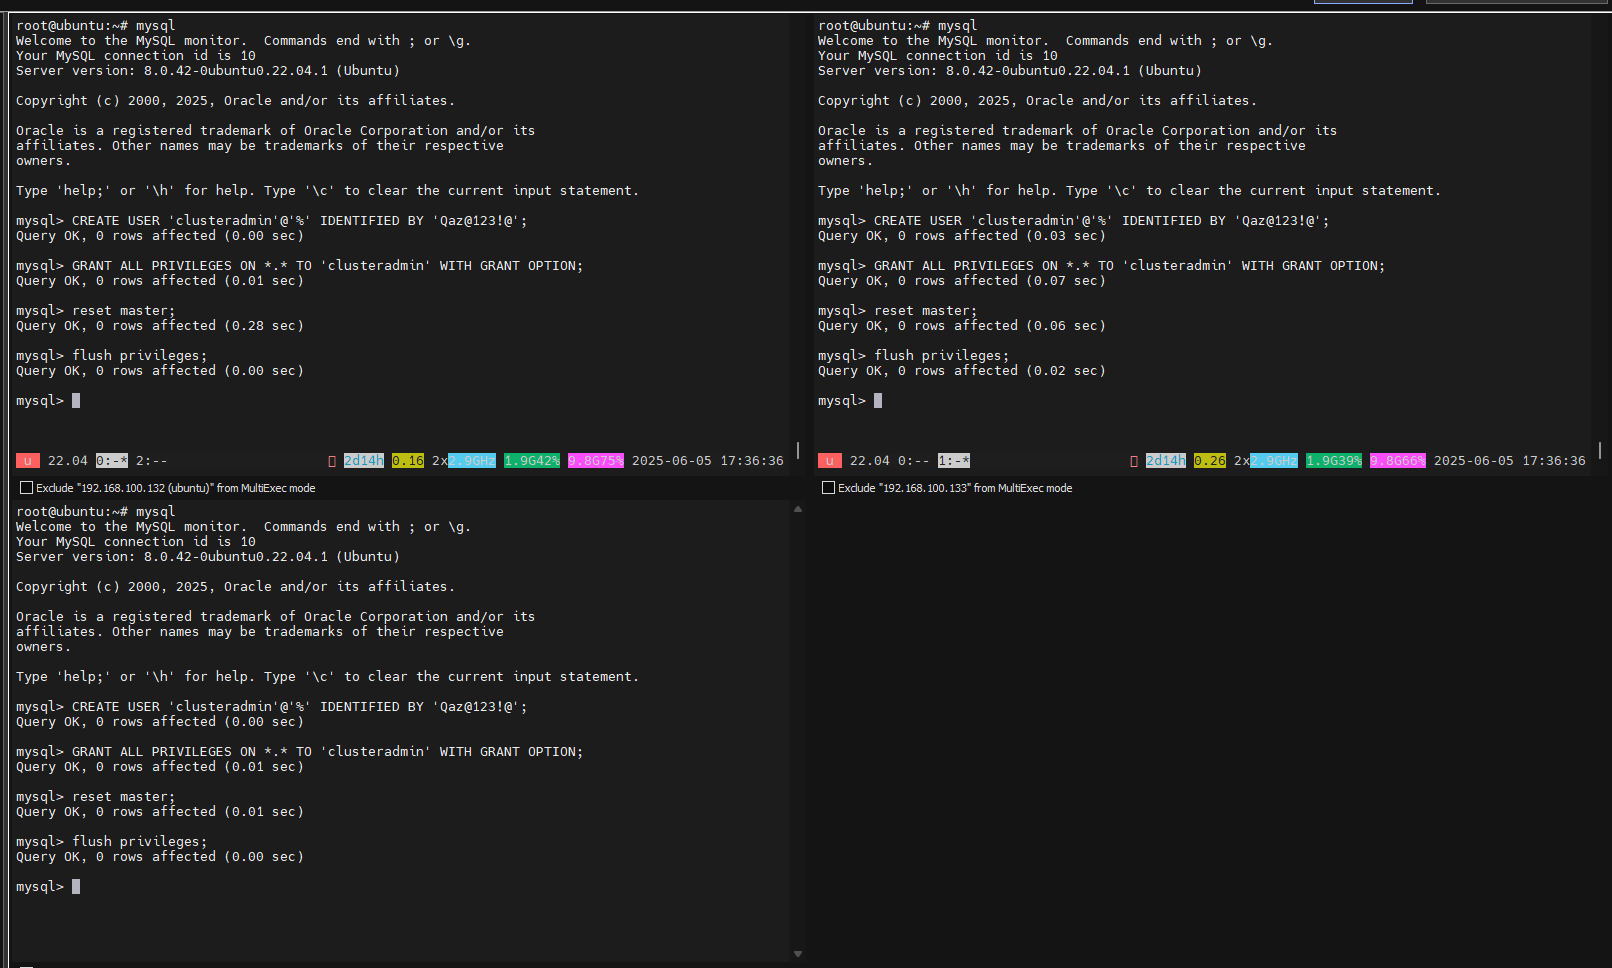 root@ubuntu:~# mysql
Welcome to the MySQL monitor.  Commands end with ; or \g.
Your MySQL connection id is 10
Server version: 8.0.42-0ubuntu0.22.04.1 (Ubuntu)
Copyright (c) 2000, 2025, Oracle and/or its affiliates.
Oracle is a registered trademark of Oracle Corporation and/or its
affiliates. Other names may be trademarks of their respective
owners.
Type 'help;' or '\h' for help. Type '\c' to clear the current input statement.
mysql> CREATE USER 'clusteradmin'@'%' IDENTIFIED BY 'Qaz@123!@';
Query OK, 0 rows affected (0.00 sec)
mysql> GRANT ALL PRIVILEGES ON *.* TO 'clusteradmin' WITH GRANT OPTION;
Query OK, 0 rows affected (0.01 sec)
mysql> reset master;
Query OK, 0 rows affected (0.28 sec)
mysql> flush privileges;
Query OK, 0 rows affected (0.00 sec)
mysql>
u 22.04 0:-* 2:-- 2d14h 0.16 2x2.9GHz 1.9G42% 9.8G75% 2025-06-05 17:36:36
Exclude "192.168.100.132 (ubuntu)" from MultiExec mode
root@ubuntu:~# mysql
Welcome to the MySQL monitor.  Commands end with ; or \g.
Your MySQL connection id is 10
Server version: 8.0.42-0ubuntu0.22.04.1 (Ubuntu)
Copyright (c) 2000, 2025, Oracle and/or its affiliates.
Oracle is a registered trademark of Oracle Corporation and/or its
affiliates. Other names may be trademarks of their respective
owners.
Type 'help;' or '\h' for help. Type '\c' to clear the current input statement.
mysql> CREATE USER 'clusteradmin'@'%' IDENTIFIED BY 'Qaz@123!@';
Query OK, 0 rows affected (0.03 sec)
mysql> GRANT ALL PRIVILEGES ON *.* TO 'clusteradmin' WITH GRANT OPTION;
Query OK, 0 rows affected (0.07 sec)
mysql> reset master;
Query OK, 0 rows affected (0.06 sec)
mysql> flush privileges;
Query OK, 0 rows affected (0.02 sec)
mysql>
u 22.04 0:-- 1:-* 2d14h 0.26 2x2.9GHz 1.9G39% 9.8G66% 2025-06-05 17:36:36
Exclude "192.168.100.133" from MultiExec mode
root@ubuntu:~# mysql
Welcome to the MySQL monitor.  Commands end with ; or \g.
Your MySQL connection id is 10
Server version: 8.0.42-0ubuntu0.22.04.1 (Ubuntu)
Copyright (c) 2000, 2025, Oracle and/or its affiliates.
Oracle is a registered trademark of Oracle Corporation and/or its
affiliates. Other names may be trademarks of their respective
owners.
Type 'help;' or '\h' for help. Type '\c' to clear the current input statement.
mysql> CREATE USER 'clusteradmin'@'%' IDENTIFIED BY 'Qaz@123!@';
Query OK, 0 rows affected (0.00 sec)
mysql> GRANT ALL PRIVILEGES ON *.* TO 'clusteradmin' WITH GRANT OPTION;
Query OK, 0 rows affected (0.01 sec)
mysql> reset master;
Query OK, 0 rows affected (0.01 sec)
mysql> flush privileges;
Query OK, 0 rows affected (0.00 sec)
mysql>